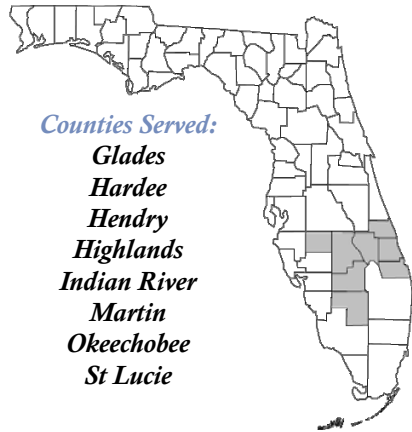 Counties Served:
Glades
Hardee
Hendry
Highlands
Indian River
Martin
Okeechobee
St Lucie